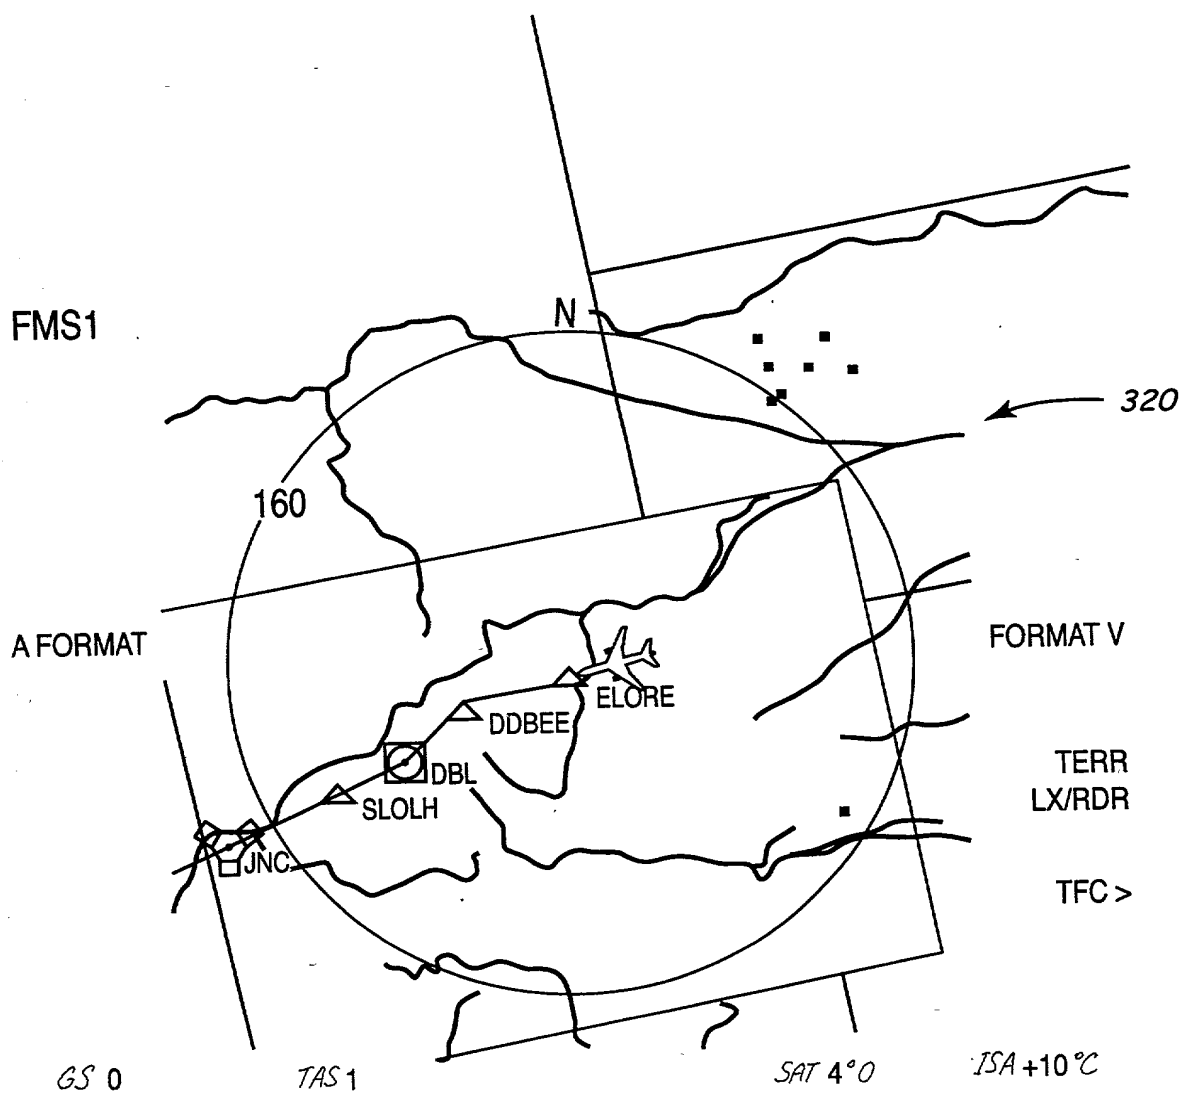 N
FMS1
320
160
A FORMAT
FORMAT V
ELORE
DDBEE
TERR
DBL
LX/RDR
SLOLH
JNC
TFC >
GS 0 TAS 1 SAT 4°0 ISA +10°C